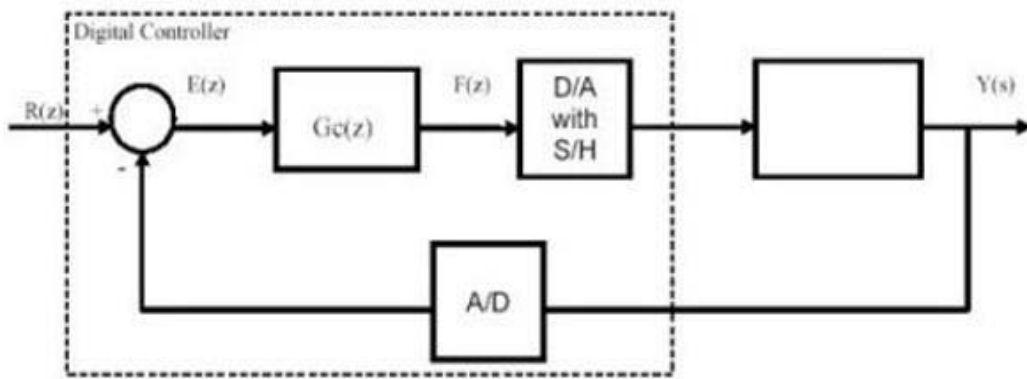 Digital Controller
R(z)
+
-
E(z)
Gc(z)
F(z)
D/A
with
S/H
Y(s)
A/D